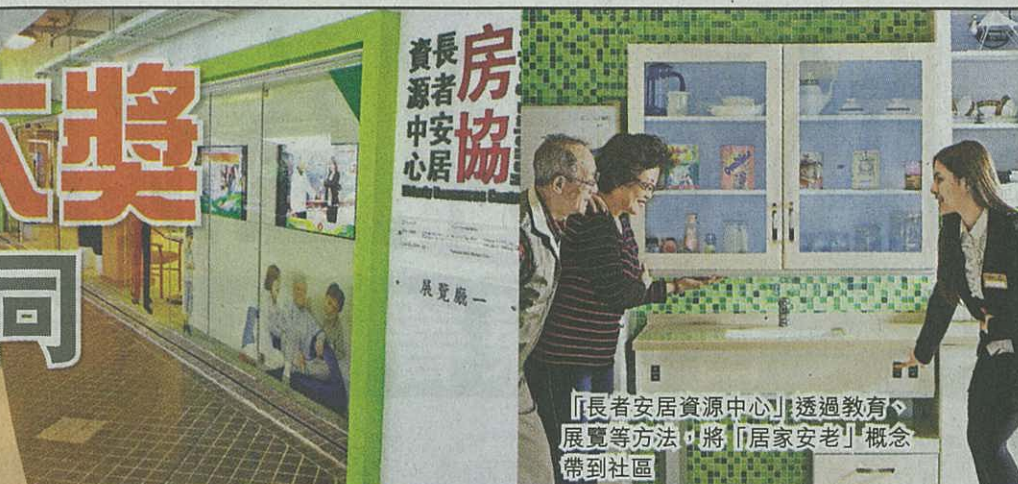 獎
房協
長者安居
資源中心
展覽廳一
「長者安居資源中心」透過教育、
展覽等方法，將「居家安老」概念
帶到社區